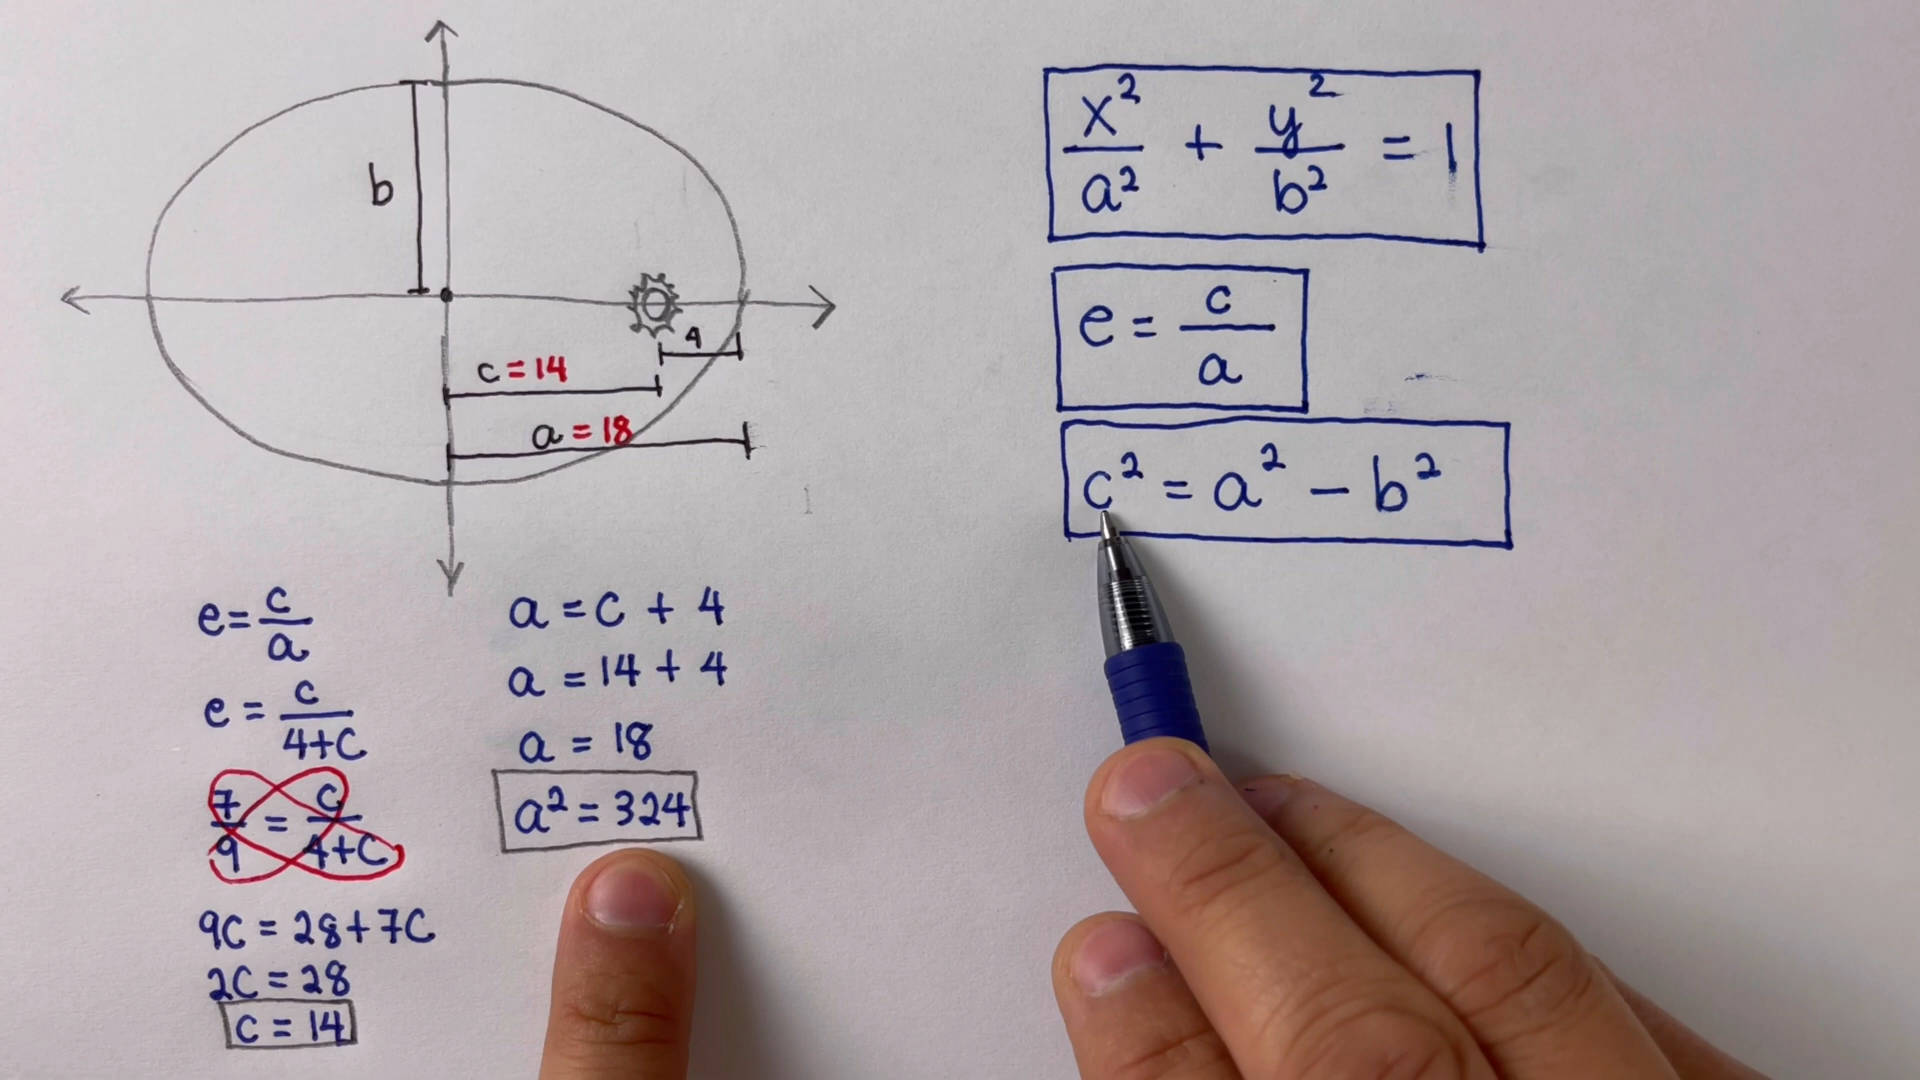 b
4
c = 14
a = 18
x²/a² + y²/b² = 1
e = c/a
c² = a² - b²
e = c/a
e = c/4+C
7/9 = C/4+C
9C = 28+7C
2C = 28
C = 14
a = C + 4
a = 14 + 4
a = 18
a² = 324